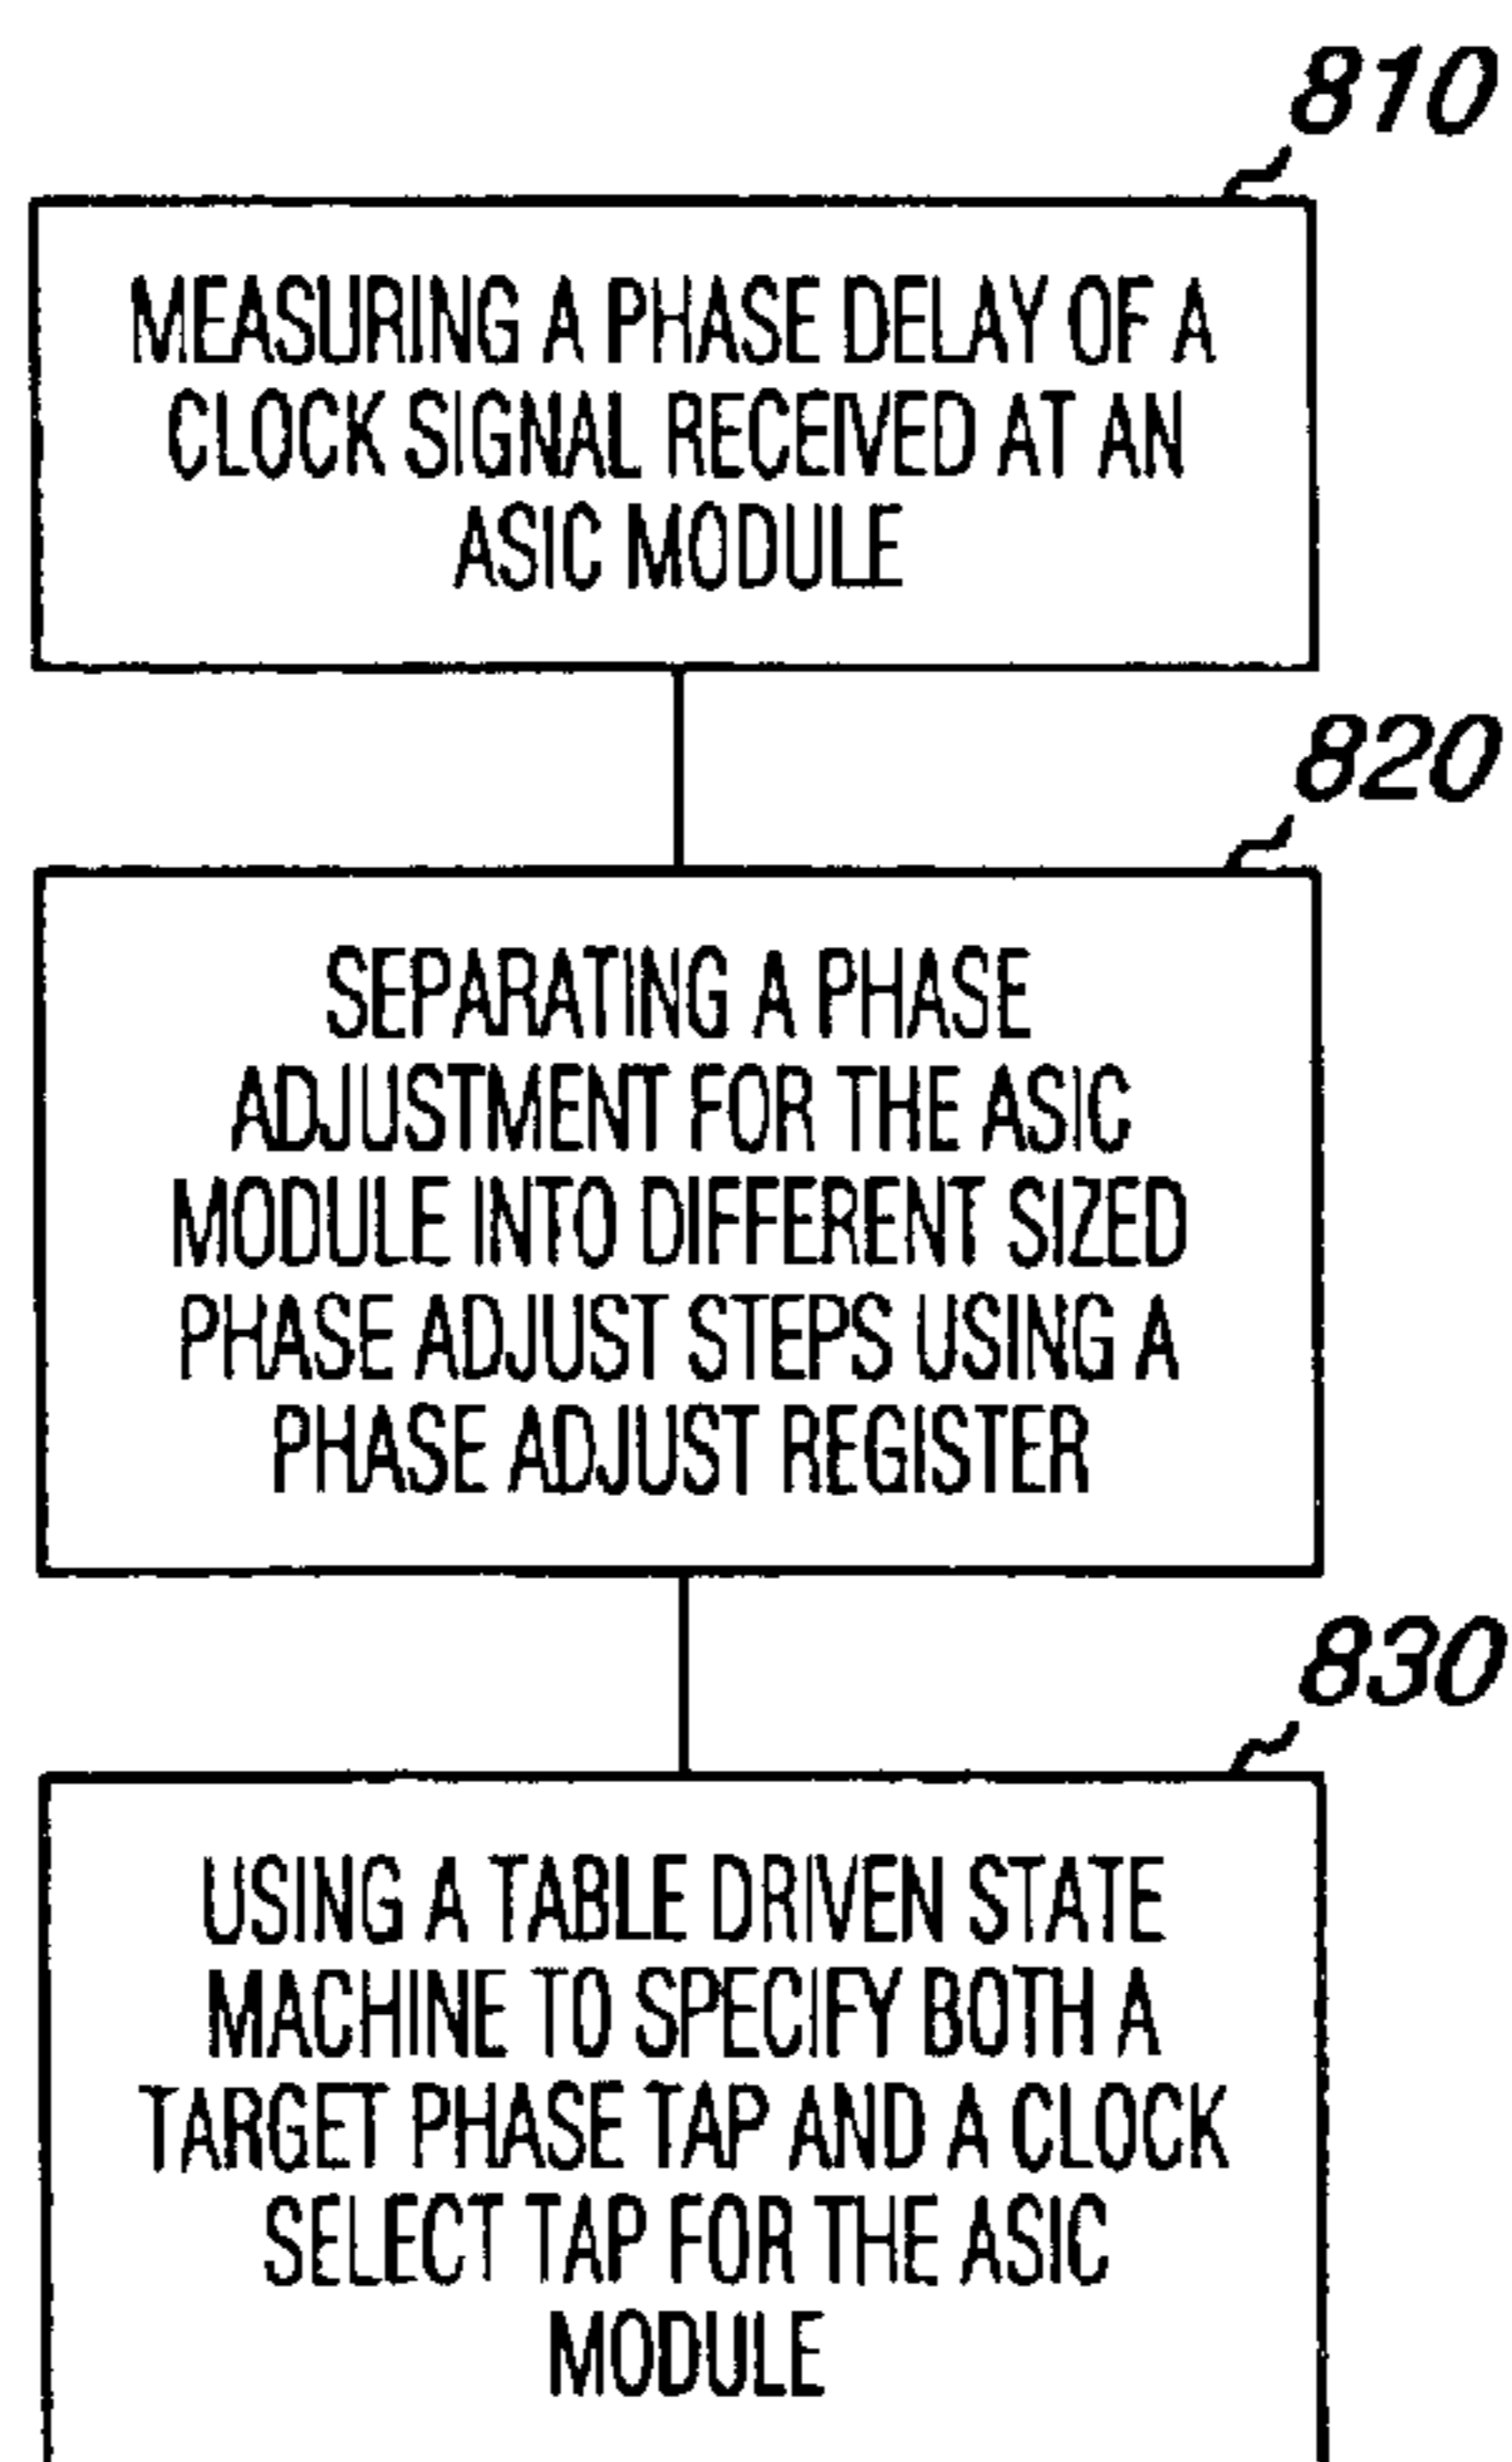 810
MEASURING A PHASE DELAY OF A
CLOCK SIGNAL RECEIVED AT AN
ASIC MODULE
820
SEPARATING A PHASE
ADJUSTMENT FOR THE ASIC
MODULE INTO DIFFERENT SIZED
PHASE ADJUST STEPS USING A
PHASE ADJUST REGISTER
830
USING A TABLE DRIVEN STATE
MACHINE TO SPECIFY BOTH A
TARGET PHASE TAP AND A CLOCK
SELECT TAP FOR THE ASIC
MODULE